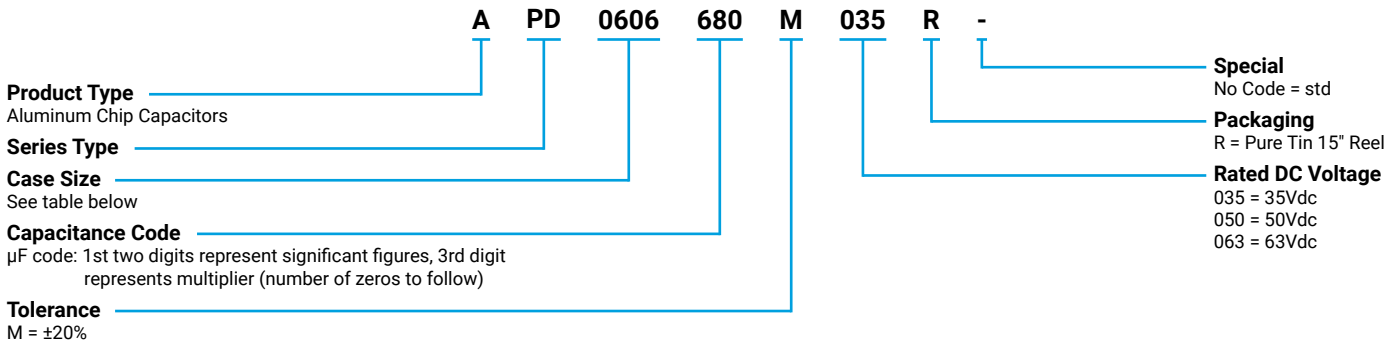 A PD 0606 680 M 035 R -
Product Type
Aluminum Chip Capacitors
Series Type
Case Size
See table below
Capacitance Code
µF code: 1st two digits represent significant figures, 3rd digit
represents multiplier (number of zeros to follow)
Tolerance
M = ±20%
Special
No Code = std
Packaging
R = Pure Tin 15" Reel
Rated DC Voltage
035 = 35Vdc
050 = 50Vdc
063 = 63Vdc